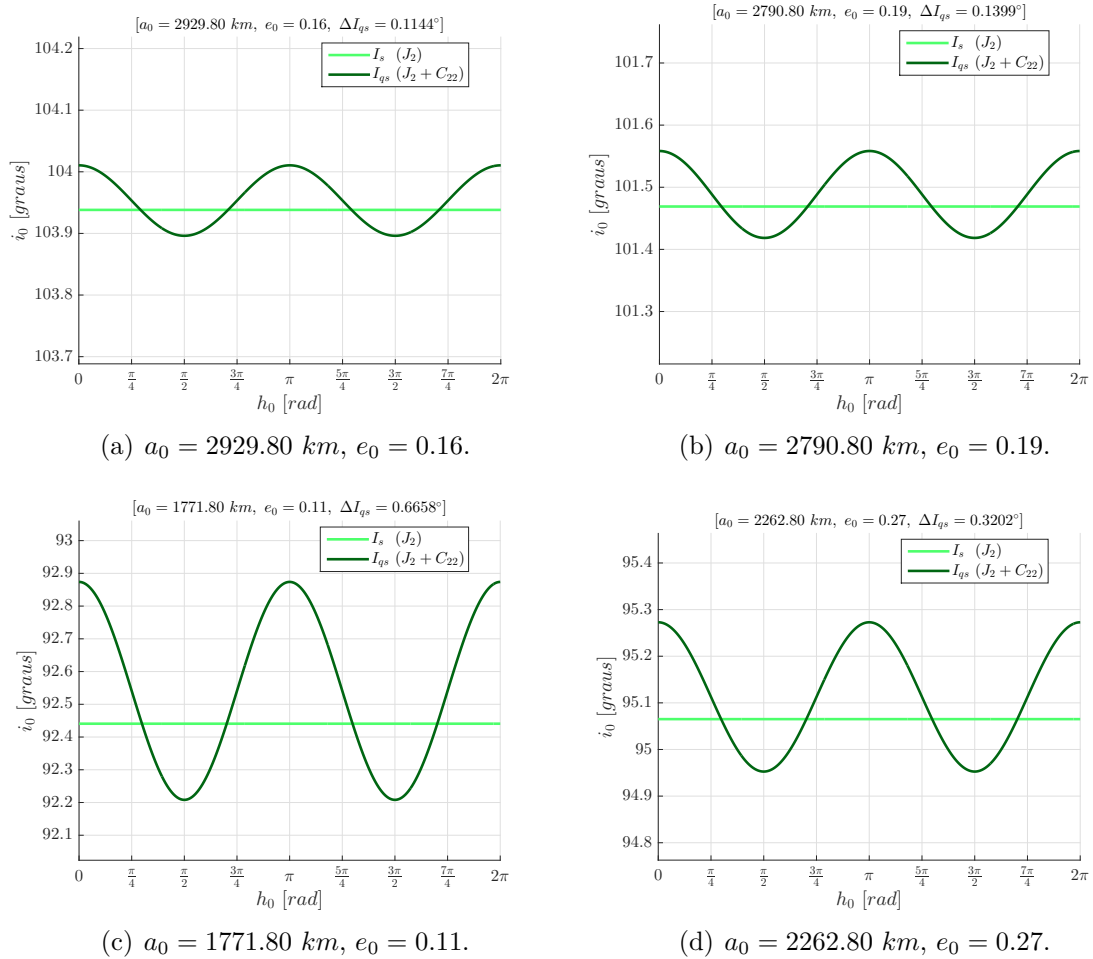 [a₀ = 2929.80 km, e₀ = 0.16, ΔI_qs = 0.1144°]
I_s (J₂)
I_qs (J₂ + C₂₂)
104.2
104.1
104
103.9
103.8
103.7
i₀ [graus]
0 π/4 π/2 3π/4 π 5π/4 3π/2 7π/4 2π
h₀ [rad]
(a) a₀ = 2929.80 km, e₀ = 0.16.
[a₀ = 2790.80 km, e₀ = 0.19, ΔI_qs = 0.1399°]
I_s (J₂)
I_qs (J₂ + C₂₂)
101.7
101.6
101.5
101.4
101.3
i₀ [graus]
0 π/4 π/2 3π/4 π 5π/4 3π/2 7π/4 2π
h₀ [rad]
(b) a₀ = 2790.80 km, e₀ = 0.19.
[a₀ = 1771.80 km, e₀ = 0.11, ΔI_qs = 0.6658°]
I_s (J₂)
I_qs (J₂ + C₂₂)
93
92.9
92.8
92.7
92.6
92.5
92.4
92.3
92.2
92.1
i₀ [graus]
0 π/4 π/2 3π/4 π 5π/4 3π/2 7π/4 2π
h₀ [rad]
(c) a₀ = 1771.80 km, e₀ = 0.11.
[a₀ = 2262.80 km, e₀ = 0.27, ΔI_qs = 0.3202°]
I_s (J₂)
I_qs (J₂ + C₂₂)
95.4
95.3
95.2
95.1
95
94.9
94.8
i₀ [graus]
0 π/4 π/2 3π/4 π 5π/4 3π/2 7π/4 2π
h₀ [rad]
(d) a₀ = 2262.80 km, e₀ = 0.27.